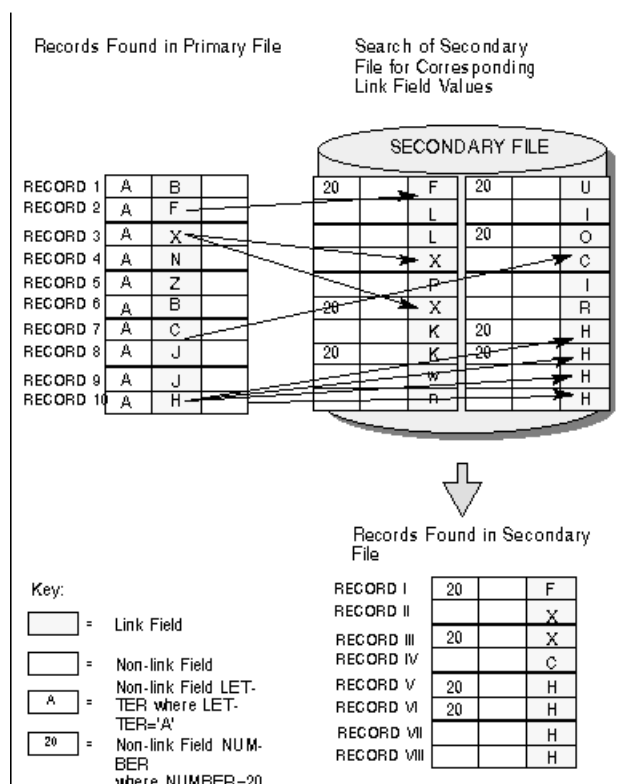 Records Found in Primary File
Search of Secondary
File for Corresponding
Link Field Values
SECONDARY FILE
RECORD 1 A B 20 F 20 U
RECORD 2 A F L I
RECORD 3 A X L 20 O
RECORD 4 A N X C
RECORD 5 A Z P I
RECORD 6 A B 20 X R
RECORD 7 A C K 20 H
RECORD 8 A J 20 K 20 H
RECORD 9 A J W H
RECORD 10 A H H
Records Found in Secondary
File
RECORD I 20 F
RECORD II X
RECORD III 20 X
RECORD IV C
RECORD V 20 H
RECORD VI 20 H
RECORD VII H
RECORD VIII H
Key:
= Link Field
= Non-link Field
A = Non-link Field LET-
TER where LET-
TER='A'
20 = Non-link Field NUM-
BER
where NUMBER=20